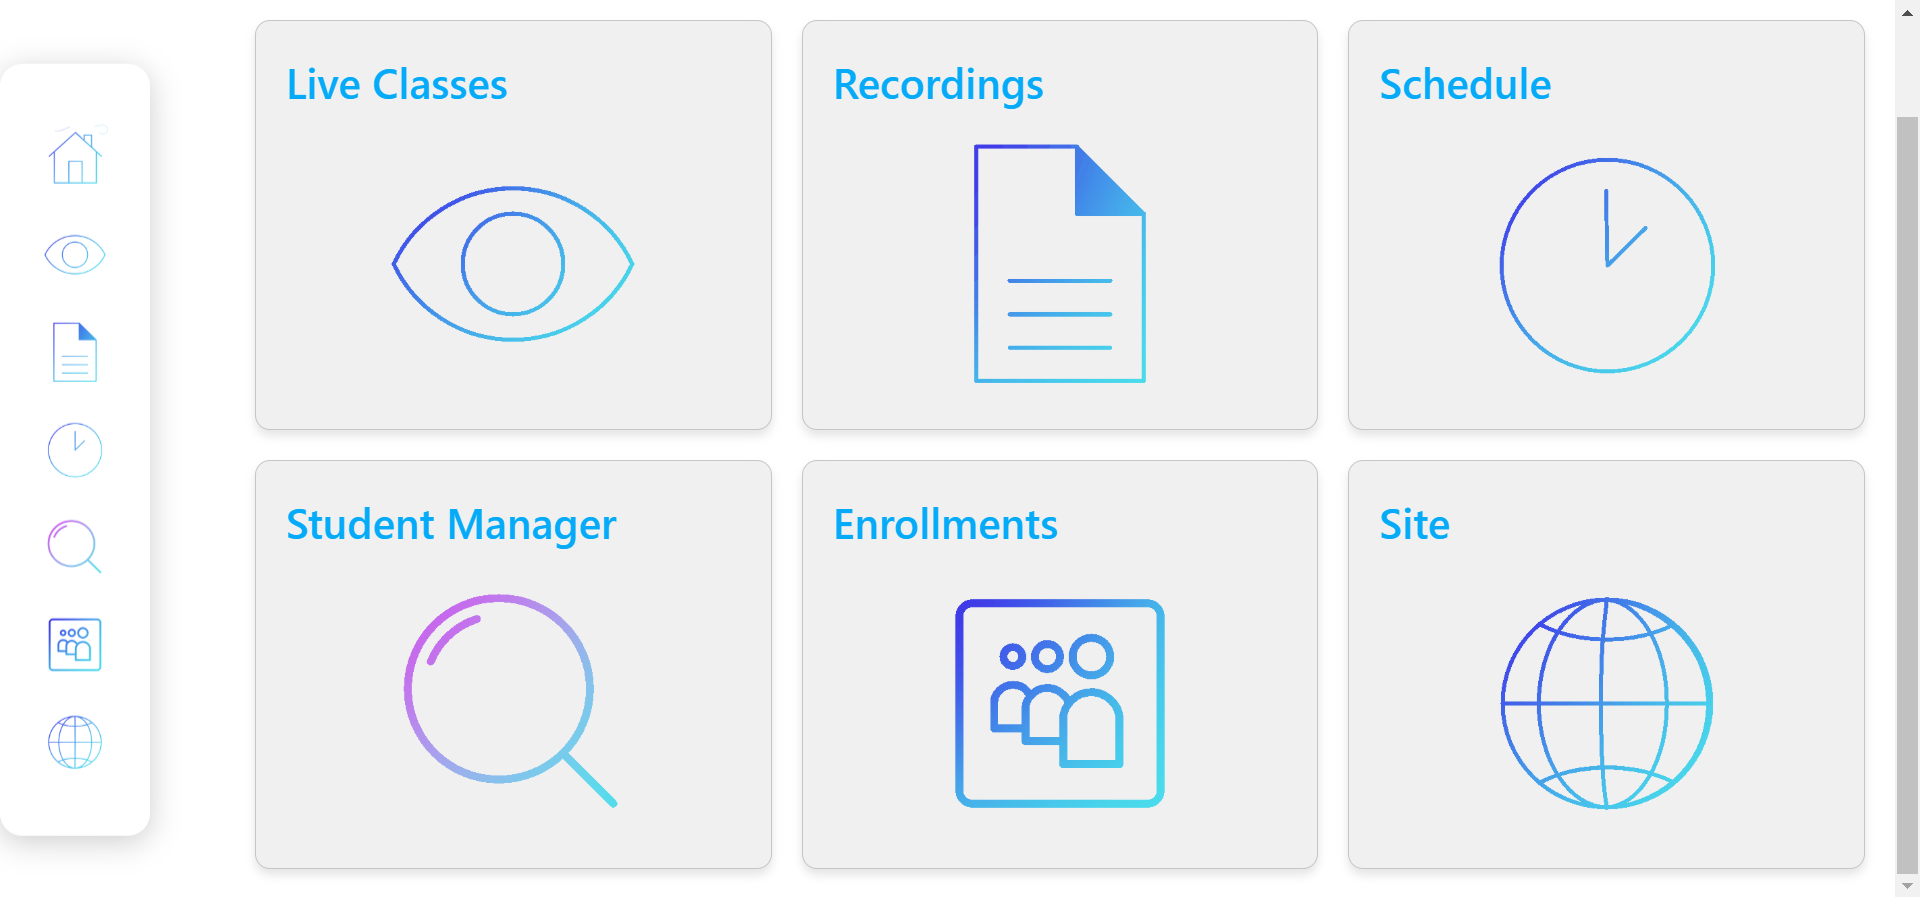 Live Classes
Recordings
Schedule
Student Manager
Enrollments
Site